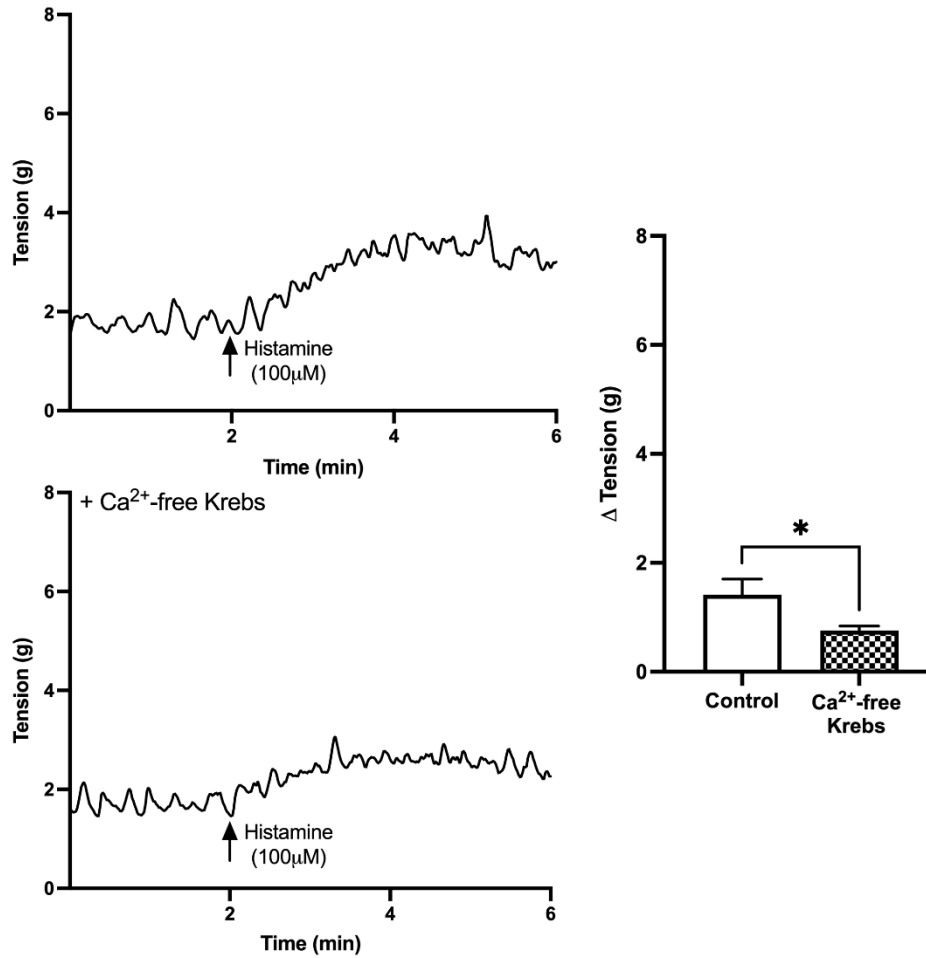 8
6
4
2
0
Tension (g)
Histamine
(100μM)
2
4
6
Time (min)
+ Ca²⁺-free Krebs
8
6
4
2
0
Tension (g)
Histamine
(100μM)
2
4
6
Time (min)
8
6
4
2
0
Δ Tension (g)
*
Control
Ca²⁺-free
Krebs